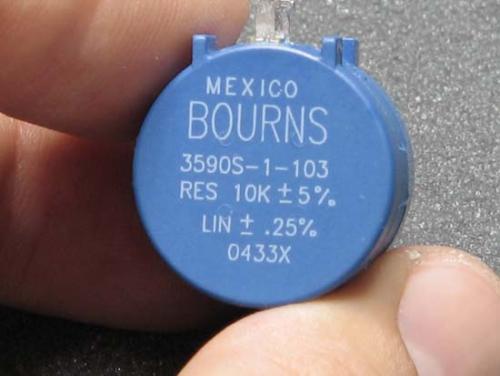 MEXICO
BOURNS
3590S-1-103
RES 10K ±5%
LIN ± .25%
0433X